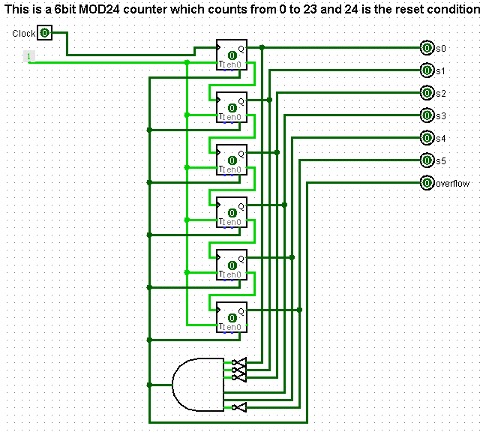 This is a 6bit MOD24 counter which counts from 0 to 23 and 24 is the reset condition
Clock 0
1
Q 0 T en 0
s0
s1
Q 0 T en 0
s2
s3
Q 0 T en 0
s4
s5
Q 0 T en 0
overflow
Q 0 T en 0
Q 0 T en 0